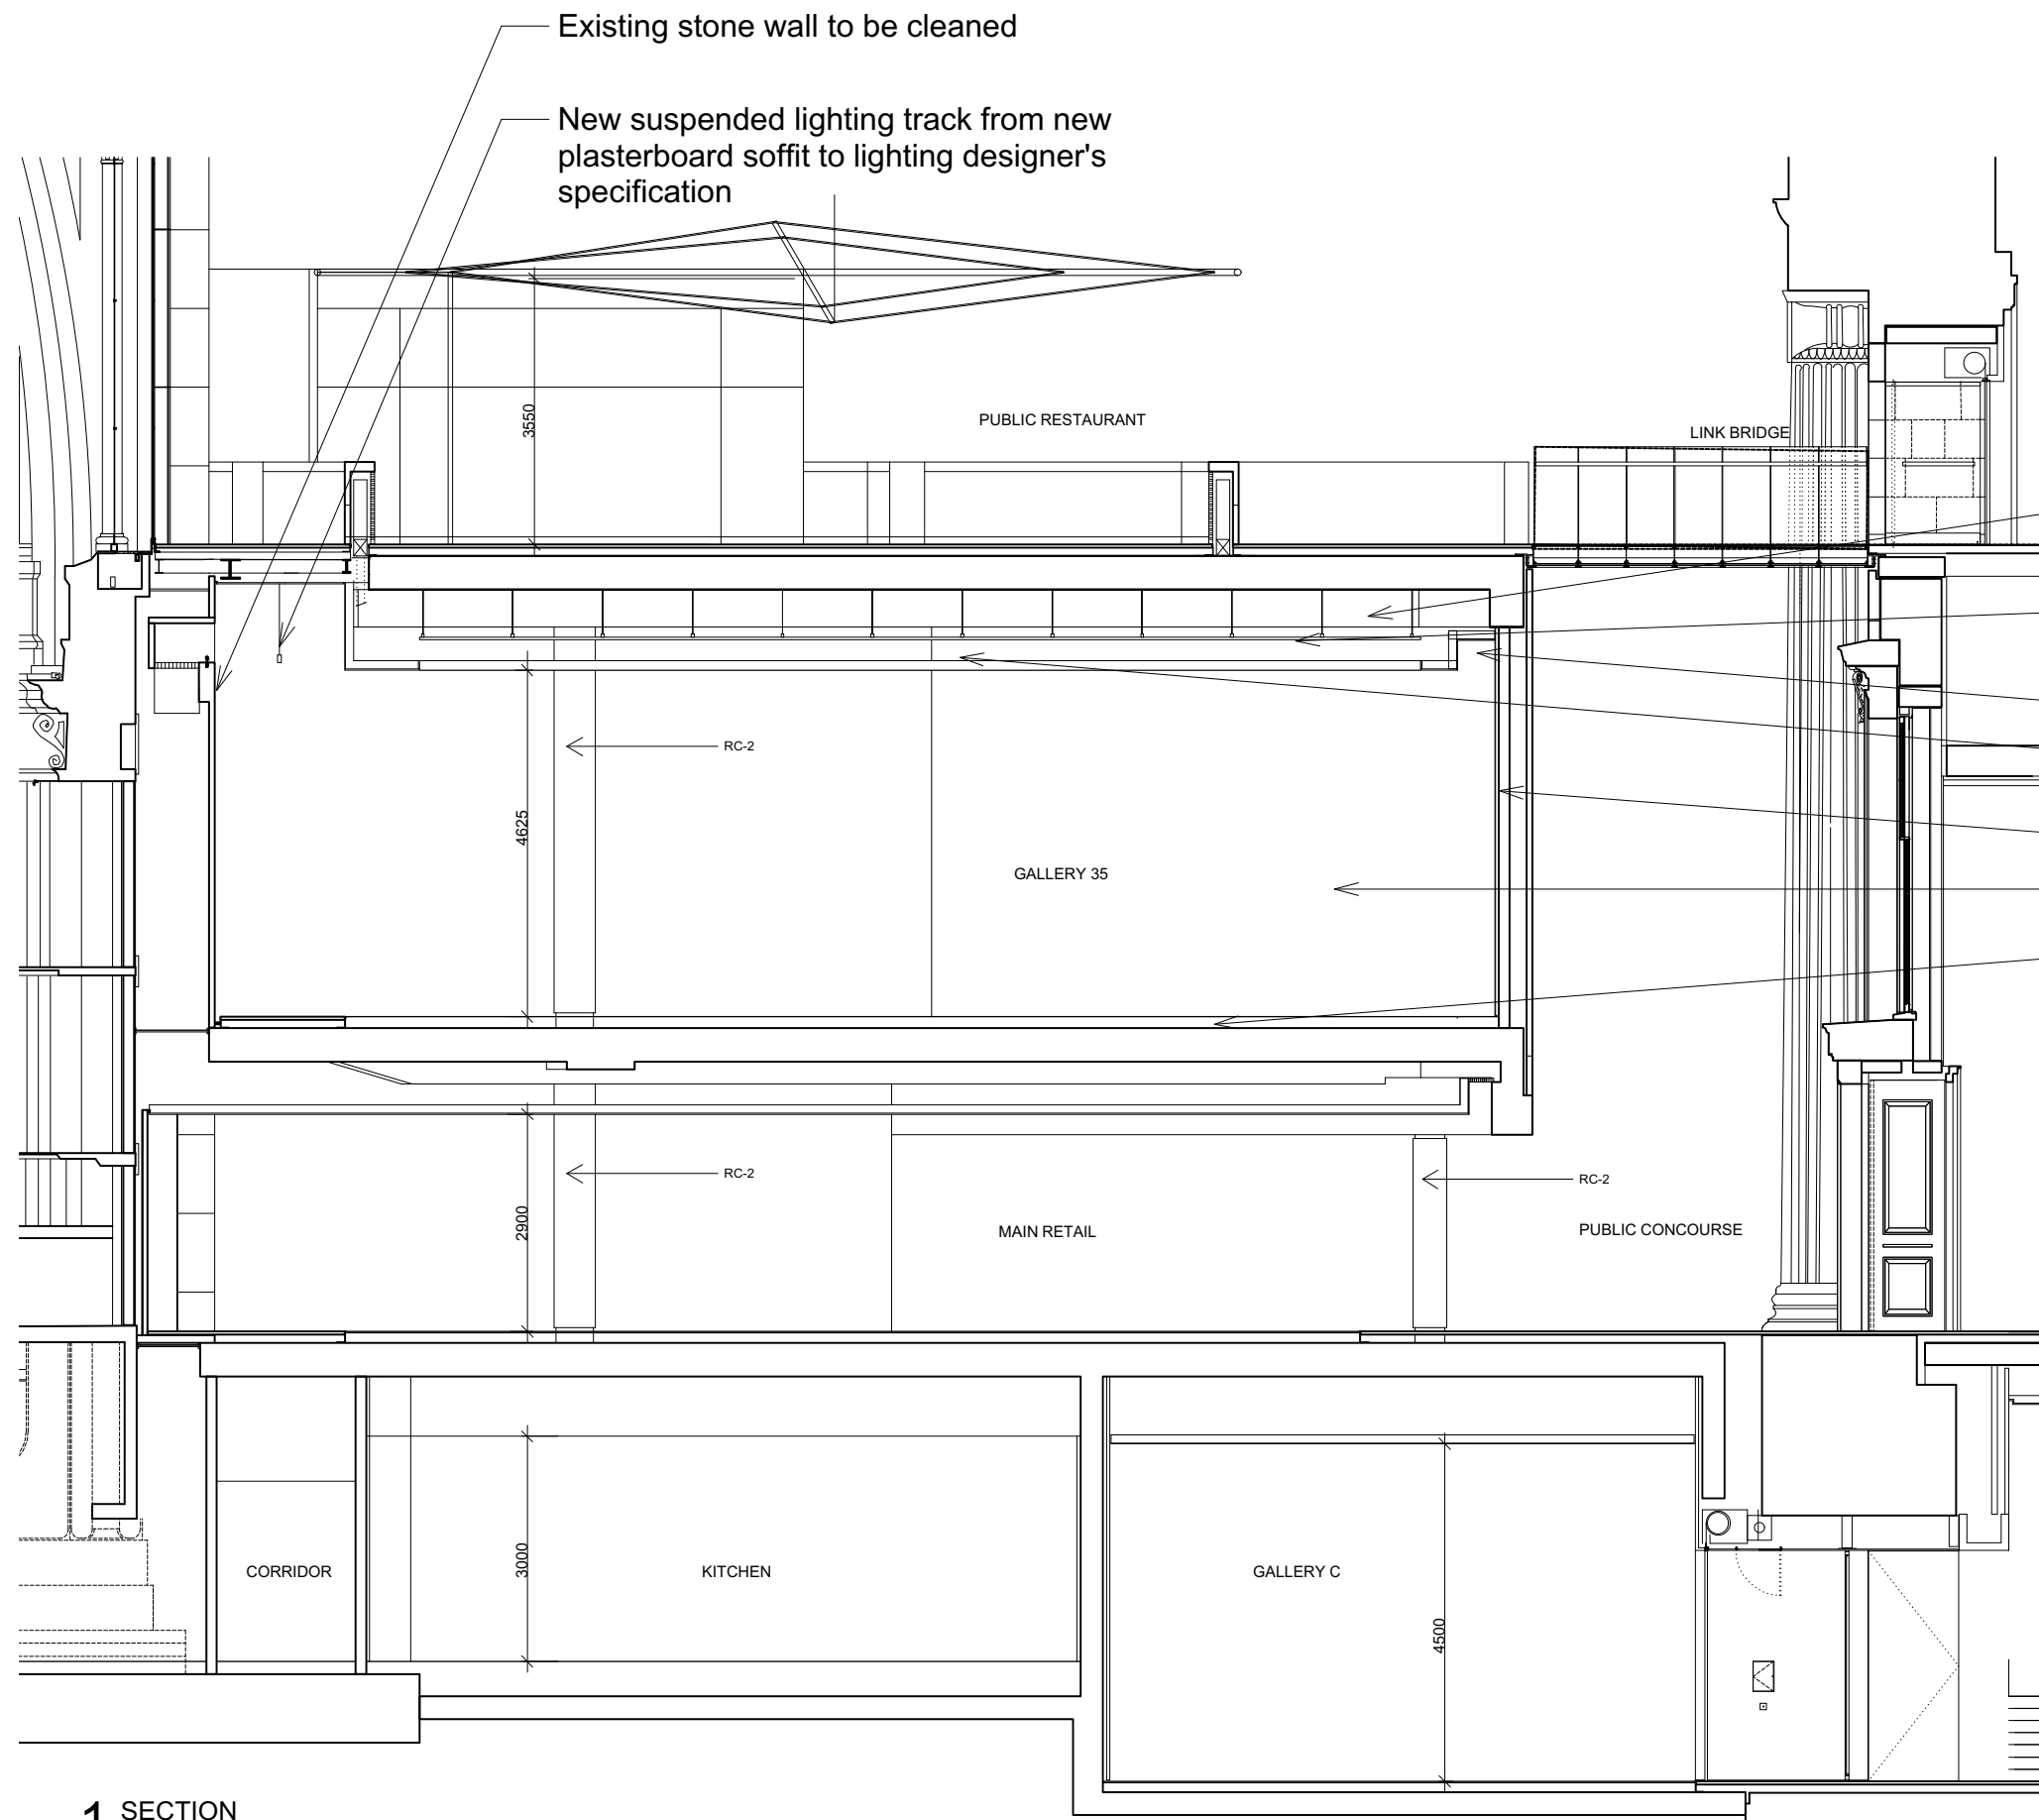 Existing stone wall to be cleaned
New suspended lighting track from new
plasterboard soffit to lighting designer's
specification
3550
PUBLIC RESTAURANT
LINK BRIDGE
RC-2
4625
GALLERY 35
RC-2
RC-2
2900
MAIN RETAIL
PUBLIC CONCOURSE
3000
CORRIDOR
KITCHEN
GALLERY C
4500
1 SECTION